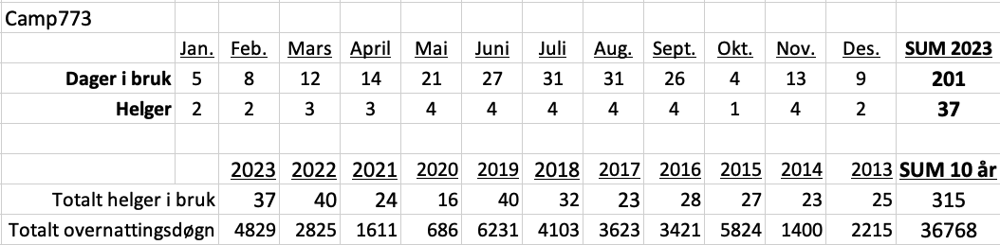 Camp773
Jan. Feb. Mars April Mai Juni Juli Aug. Sept. Okt. Nov. Des. SUM 2023
Dager i bruk 5 8 12 14 21 27 31 31 26 4 13 9 201
Helger 2 2 3 3 4 4 4 4 4 1 4 2 37
2023 2022 2021 2020 2019 2018 2017 2016 2015 2014 2013 SUM 10 år
Totalt helger i bruk 37 40 24 16 40 32 23 28 27 23 25 315
Totalt overnattingsdøgn 4829 2825 1611 686 6231 4103 3623 3421 5824 1400 2215 36768